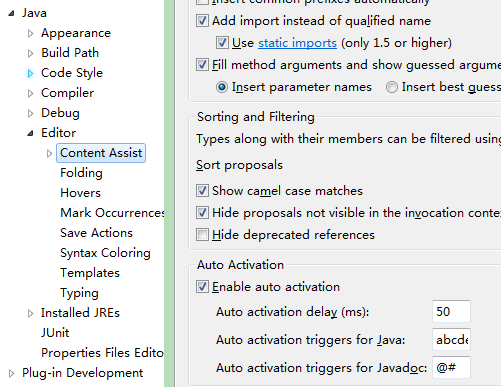 Java
Appearance
Build Path
Code Style
Compiler
Debug
Editor
Content Assist
Folding
Hovers
Mark Occurrences
Save Actions
Syntax Coloring
Templates
Typing
Installed JREs
JUnit
Properties Files Edito
Plug-in Development
Insert common prefixes automatically
Add import instead of qualified name
Use static imports (only 1.5 or higher)
Fill method arguments and show guessed argume
Insert parameter names Insert best gues
Sorting and Filtering
Types along with their members can be filtered using
Sort proposals
Show camel case matches
Hide proposals not visible in the invocation conte
Hide deprecated references
Auto Activation
Enable auto activation
Auto activation delay (ms): 50
Auto activation triggers for Java: abcde
Auto activation triggers for Javadoc: @#